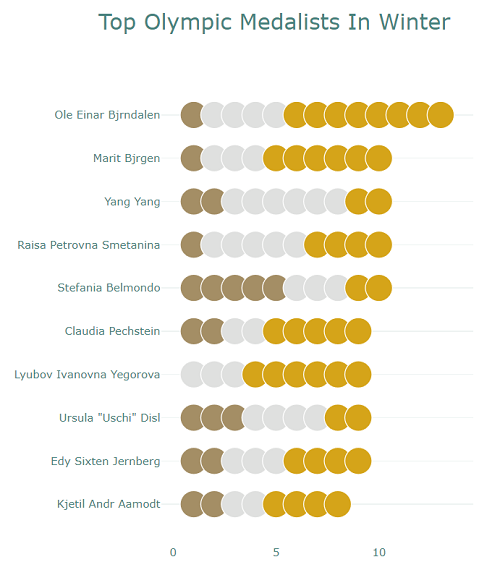 Top Olympic Medalists In Winter
Ole Einar Bjrndalen
Marit Bjrgen
Yang Yang
Raisa Petrovna Smetanina
Stefania Belmondo
Claudia Pechstein
Lyubov Ivanovna Yegorova
Ursula "Uschi" Disl
Edy Sixten Jernberg
Kjetil Andr Aamodt
0 5 10